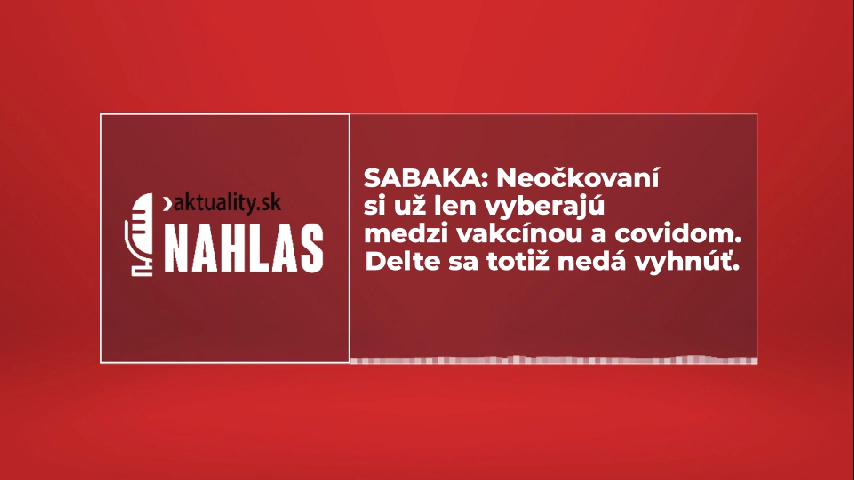 aktuality.sk
NAHLAS
SABAKA: Neočkovaní
si už len vyberajú
medzi vakcínou a covidom.
Delte sa totiž nedá vyhnúť.